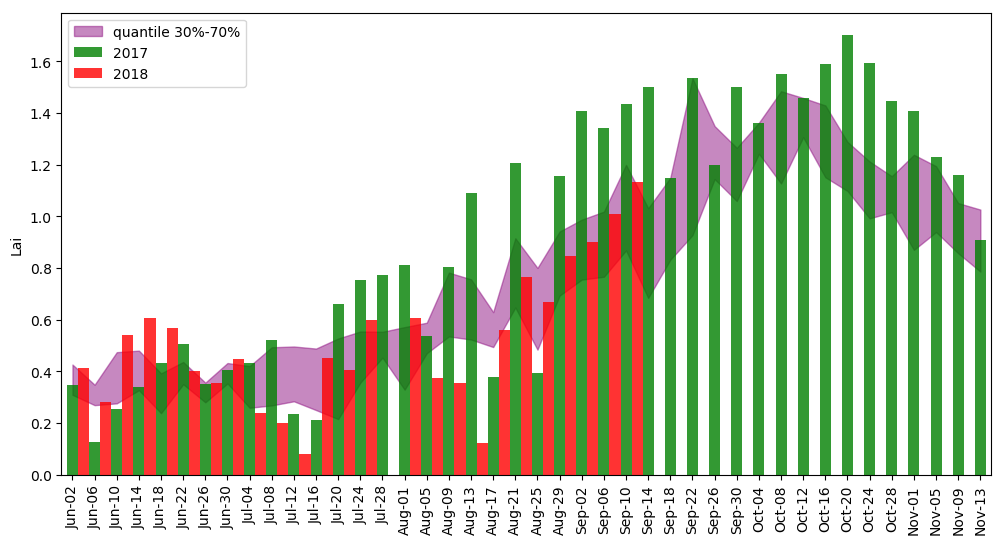 quantile 30%-70%
2017
2018
Lai
1.6
1.4
1.2
1.0
0.8
0.6
0.4
0.2
0.0
Jun-02
Jun-06
Jun-10
Jun-14
Jun-18
Jun-22
Jun-26
Jun-30
Jul-04
Jul-08
Jul-12
Jul-16
Jul-20
Jul-24
Jul-28
Aug-01
Aug-05
Aug-09
Aug-13
Aug-17
Aug-21
Aug-25
Aug-29
Sep-02
Sep-06
Sep-10
Sep-14
Sep-18
Sep-22
Sep-26
Sep-30
Oct-04
Oct-08
Oct-12
Oct-16
Oct-20
Oct-24
Oct-28
Nov-01
Nov-05
Nov-09
Nov-13